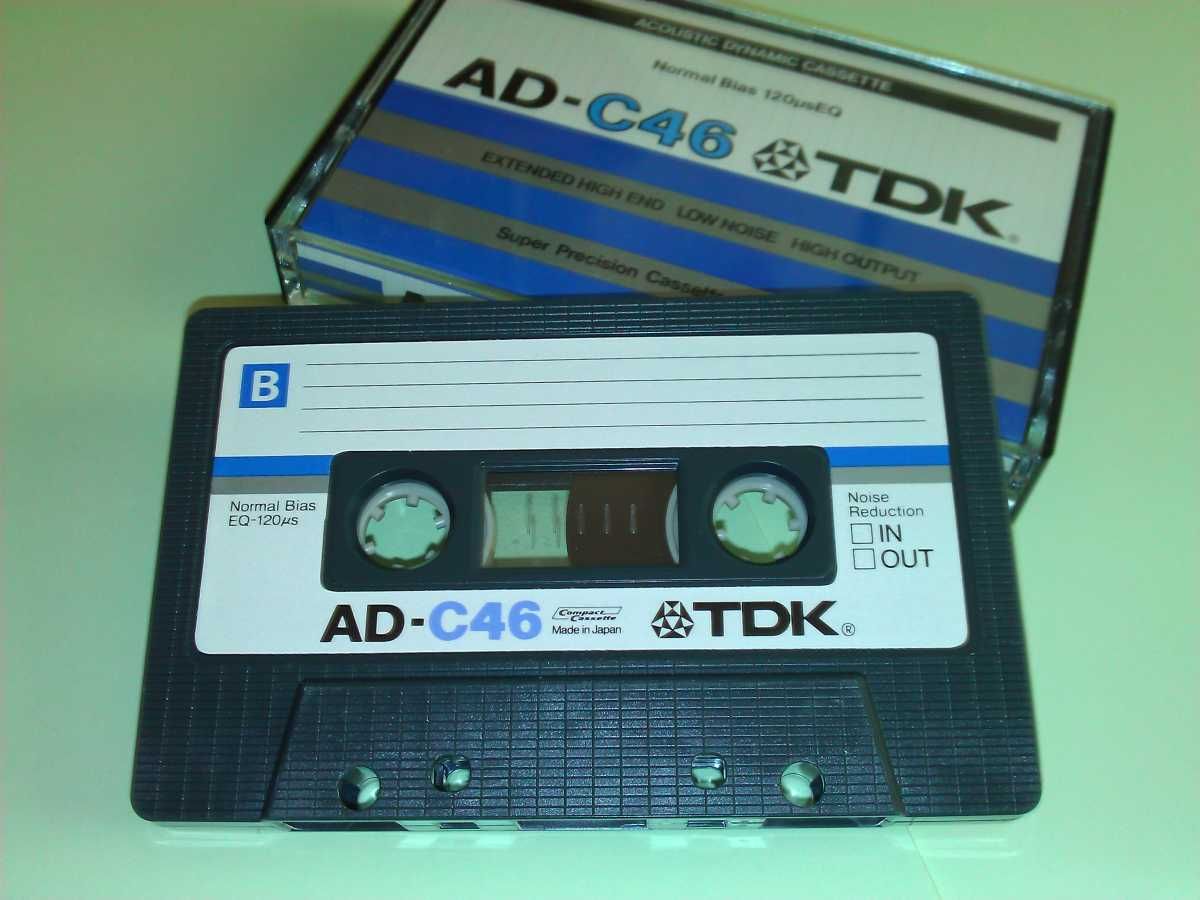 ACOUSTIC DYNAMIC CASSETTE
Normal Bias 120µsEQ
AD-C46 TDK®
EXTENDED HIGH END LOW NOISE HIGH OUTPUT
Super Precision Cassette
B
Normal Bias
EQ-120µs
Noise
Reduction
IN
OUT
AD-C46
Compact
Cassette
Made in Japan
TDK®